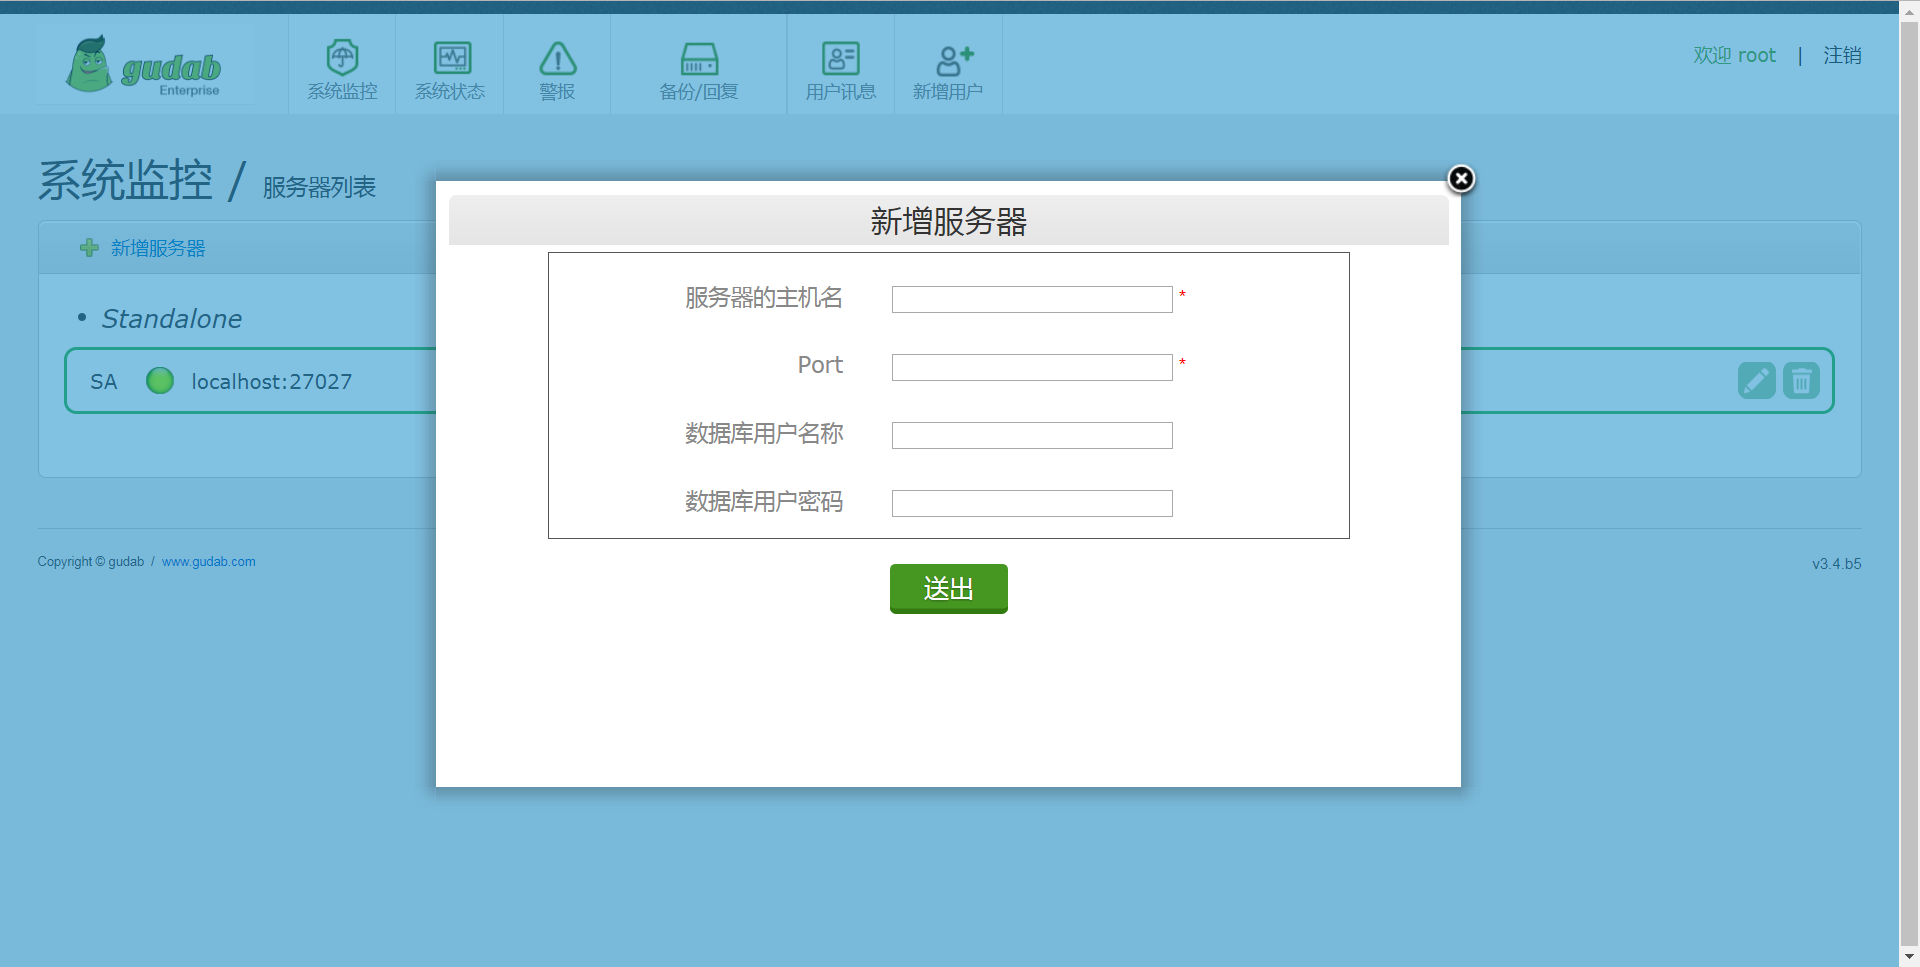 gudab
Enterprise
系统监控
系统状态
警报
备份/回复
用户讯息
新增用户
欢迎 root | 注销
系统监控 / 服务器列表
新增服务器
• Standalone
SA localhost:27027
新增服务器
服务器的主机名 *
Port *
数据库用户名称
数据库用户密码
送出
Copyright © gudab / www.gudab.com
v3.4.b5